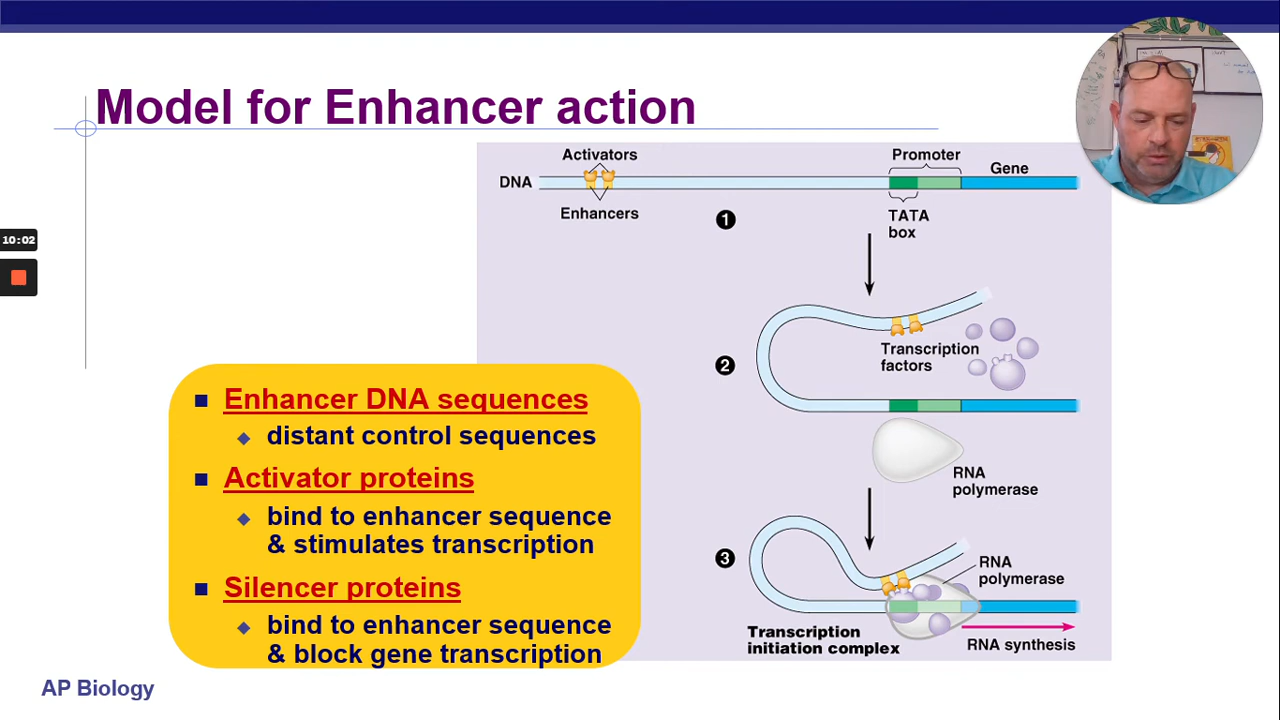 Model for Enhancer action
10:02
Activators
Promoter
Gene
DNA
Enhancers
TATA
box
1
Transcription
factors
2
RNA
polymerase
3
RNA
polymerase
Transcription
initiation complex
RNA synthesis
Enhancer DNA sequences
distant control sequences
Activator proteins
bind to enhancer sequence
& stimulates transcription
Silencer proteins
bind to enhancer sequence
& block gene transcription
AP Biology